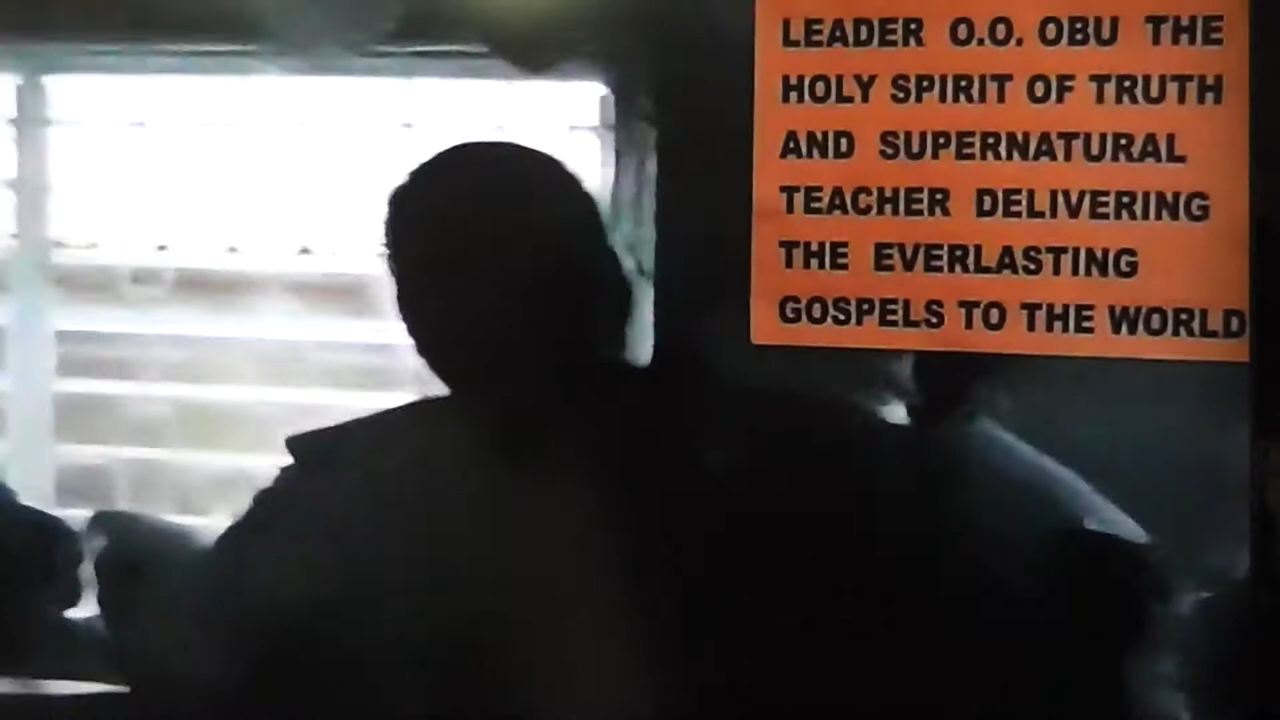 LEADER O.O. OBU THE
HOLY SPIRIT OF TRUTH
AND SUPERNATURAL
TEACHER DELIVERING
THE EVERLASTING
GOSPELS TO THE WORLD